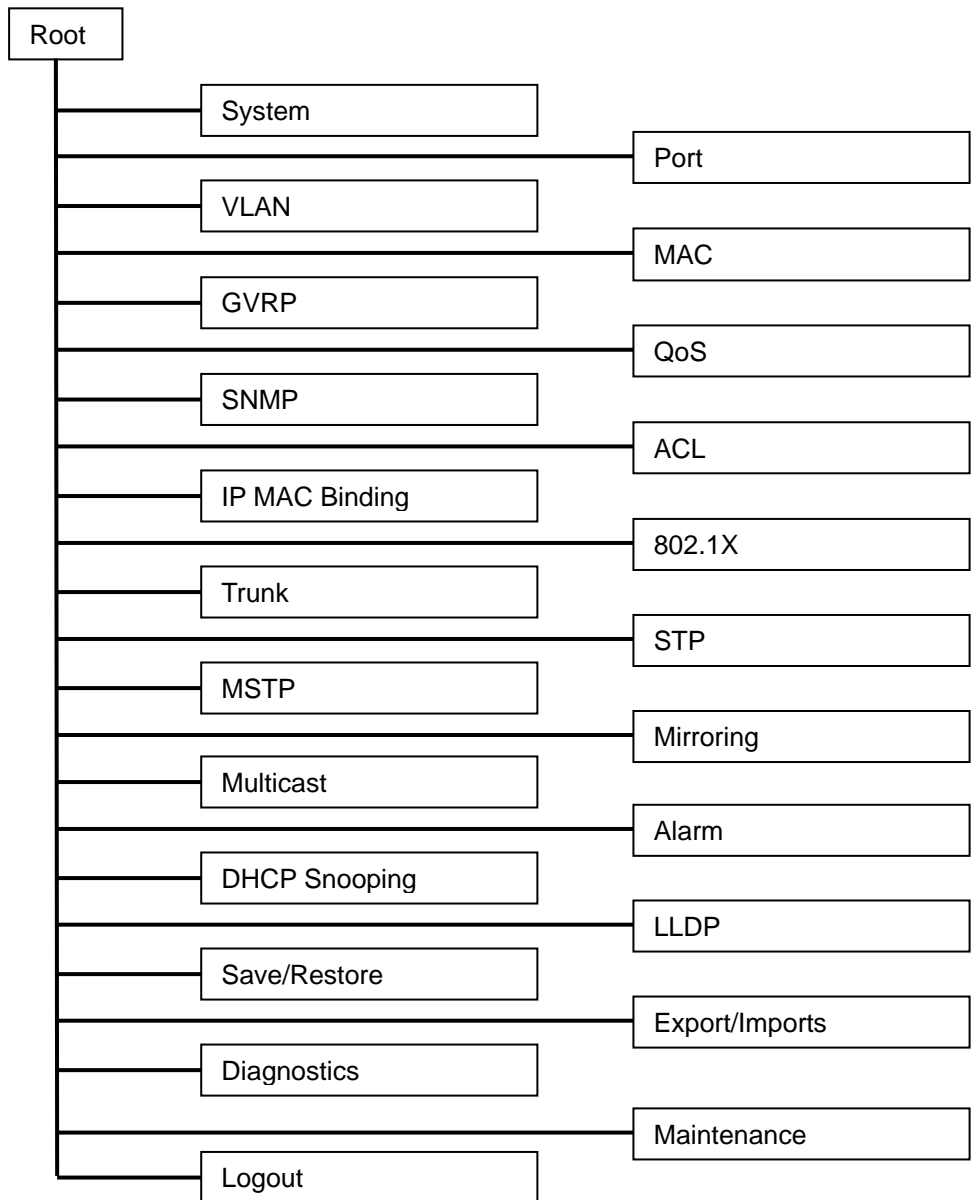 Root
System
Port
VLAN
MAC
GVRP
QoS
SNMP
ACL
IP MAC Binding
802.1X
Trunk
STP
MSTP
Mirroring
Multicast
Alarm
DHCP Snooping
LLDP
Save/Restore
Export/Imports
Diagnostics
Maintenance
Logout